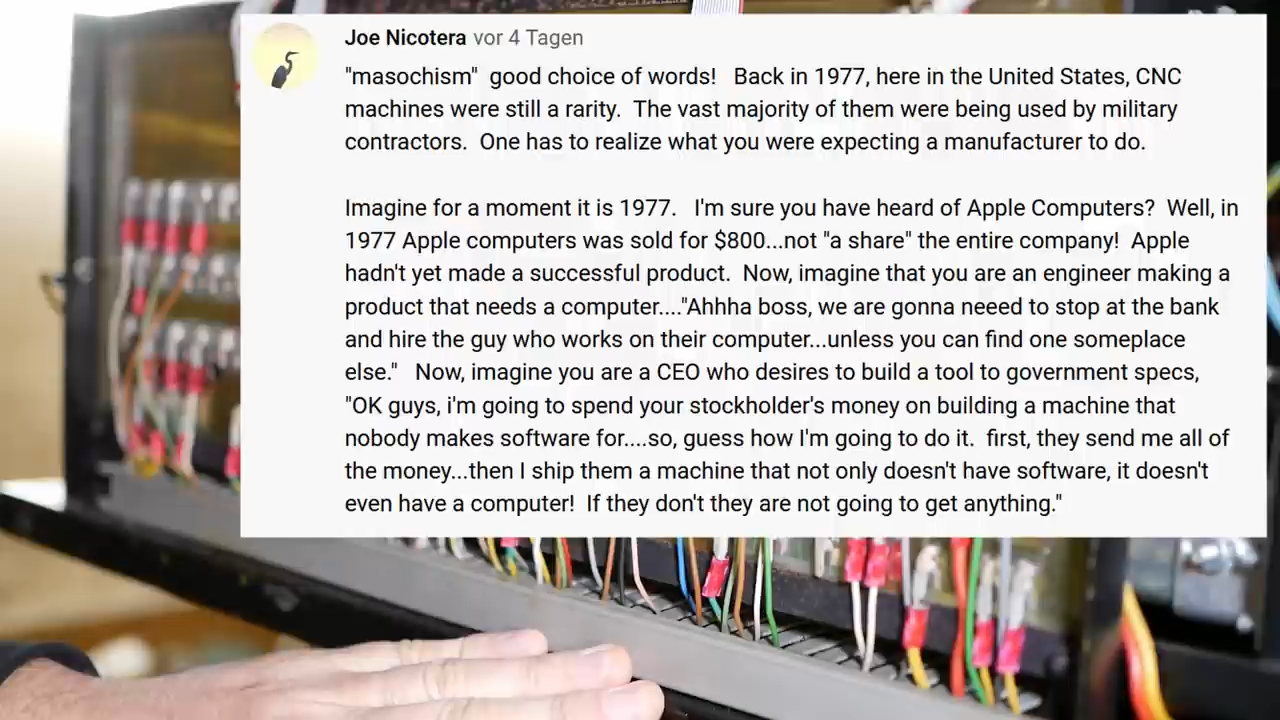 Joe Nicotera vor 4 Tagen
"masochism"  good choice of words!   Back in 1977, here in the United States, CNC
machines were still a rarity.  The vast majority of them were being used by military
contractors.  One has to realize what you were expecting a manufacturer to do.
Imagine for a moment it is 1977.   I'm sure you have heard of Apple Computers?  Well, in
1977 Apple computers was sold for $800...not "a share" the entire company!  Apple
hadn't yet made a successful product.  Now, imagine that you are an engineer making a
product that needs a computer...."Ahhha boss, we are gonna neeed to stop at the bank
and hire the guy who works on their computer...unless you can find one someplace
else."   Now, imagine you are a CEO who desires to build a tool to government specs,
"OK guys, i'm going to spend your stockholder's money on building a machine that
nobody makes software for....so, guess how I'm going to do it.  first, they send me all of
the money...then I ship them a machine that not only doesn't have software, it doesn't
even have a computer!  If they don't they are not going to get anything."